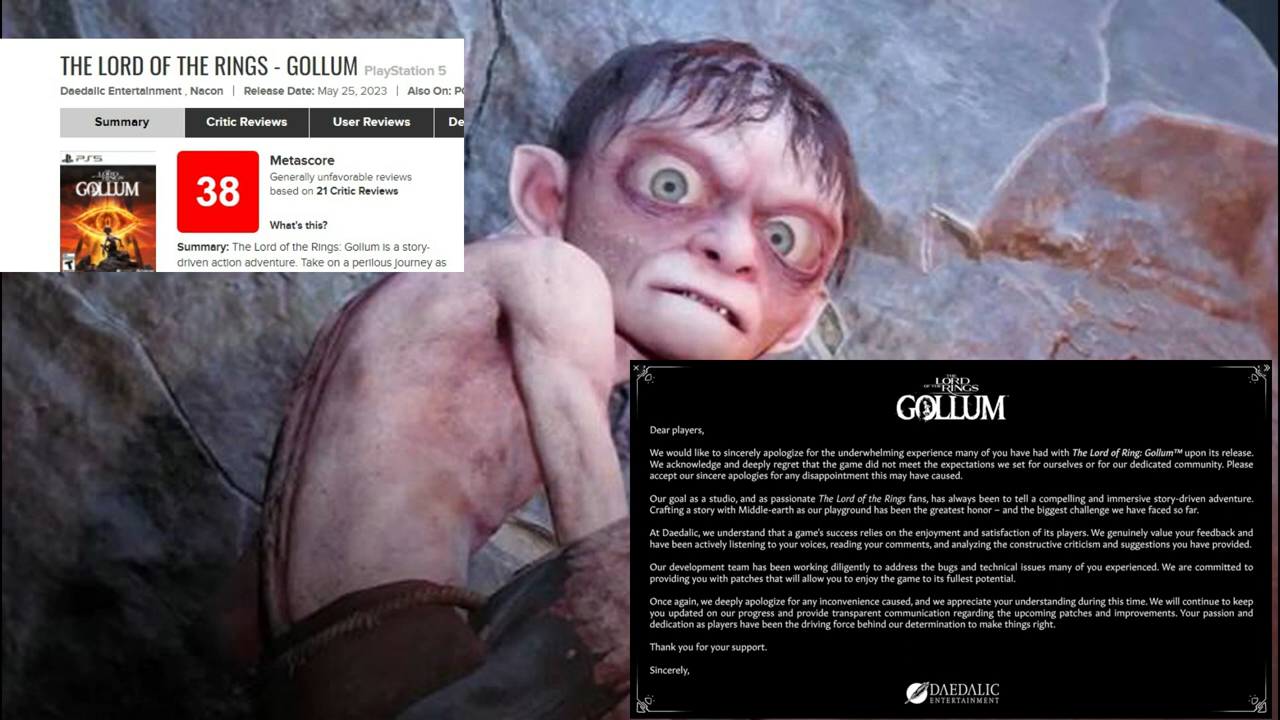 THE LORD OF THE RINGS - GOLLUM PlayStation 5
Daedalic Entertainment , Nacon | Release Date: May 25, 2023 | Also On: PC
Summary Critic Reviews User Reviews De
PS5
THE LORD OF THE RINGS
GOLLUM
38
Metascore
Generally unfavorable reviews
based on 21 Critic Reviews
What's this?
Summary: The Lord of the Rings: Gollum is a story-
driven action adventure. Take on a perilous journey as
THE
LORD
OF THE RINGS
GOLLUM
Dear players,
We would like to sincerely apologize for the underwhelming experience many of you have had with The Lord of Ring: Gollum™ upon its release.
We acknowledge and deeply regret that the game did not meet the expectations we set for ourselves or for our dedicated community. Please
accept our sincere apologies for any disappointment this may have caused.
Our goal as a studio, and as passionate The Lord of the Rings fans, has always been to tell a compelling and immersive story-driven adventure.
Crafting a story with Middle-earth as our playground has been the greatest honor – and the biggest challenge we have faced so far.
At Daedalic, we understand that a game's success relies on the enjoyment and satisfaction of its players. We genuinely value your feedback and
have been actively listening to your voices, reading your comments, and analyzing the constructive criticism and suggestions you have provided.
Our development team has been working diligently to address the bugs and technical issues many of you experienced. We are committed to
providing you with patches that will allow you to enjoy the game to its fullest potential.
Once again, we deeply apologize for any inconvenience caused, and we appreciate your understanding during this time. We will continue to keep
you updated on our progress and provide transparent communication regarding the upcoming patches and improvements. Your passion and
dedication as players have been the driving force behind our determination to make things right.
Thank you for your support.
Sincerely,
DAEDALIC
ENTERTAINMENT